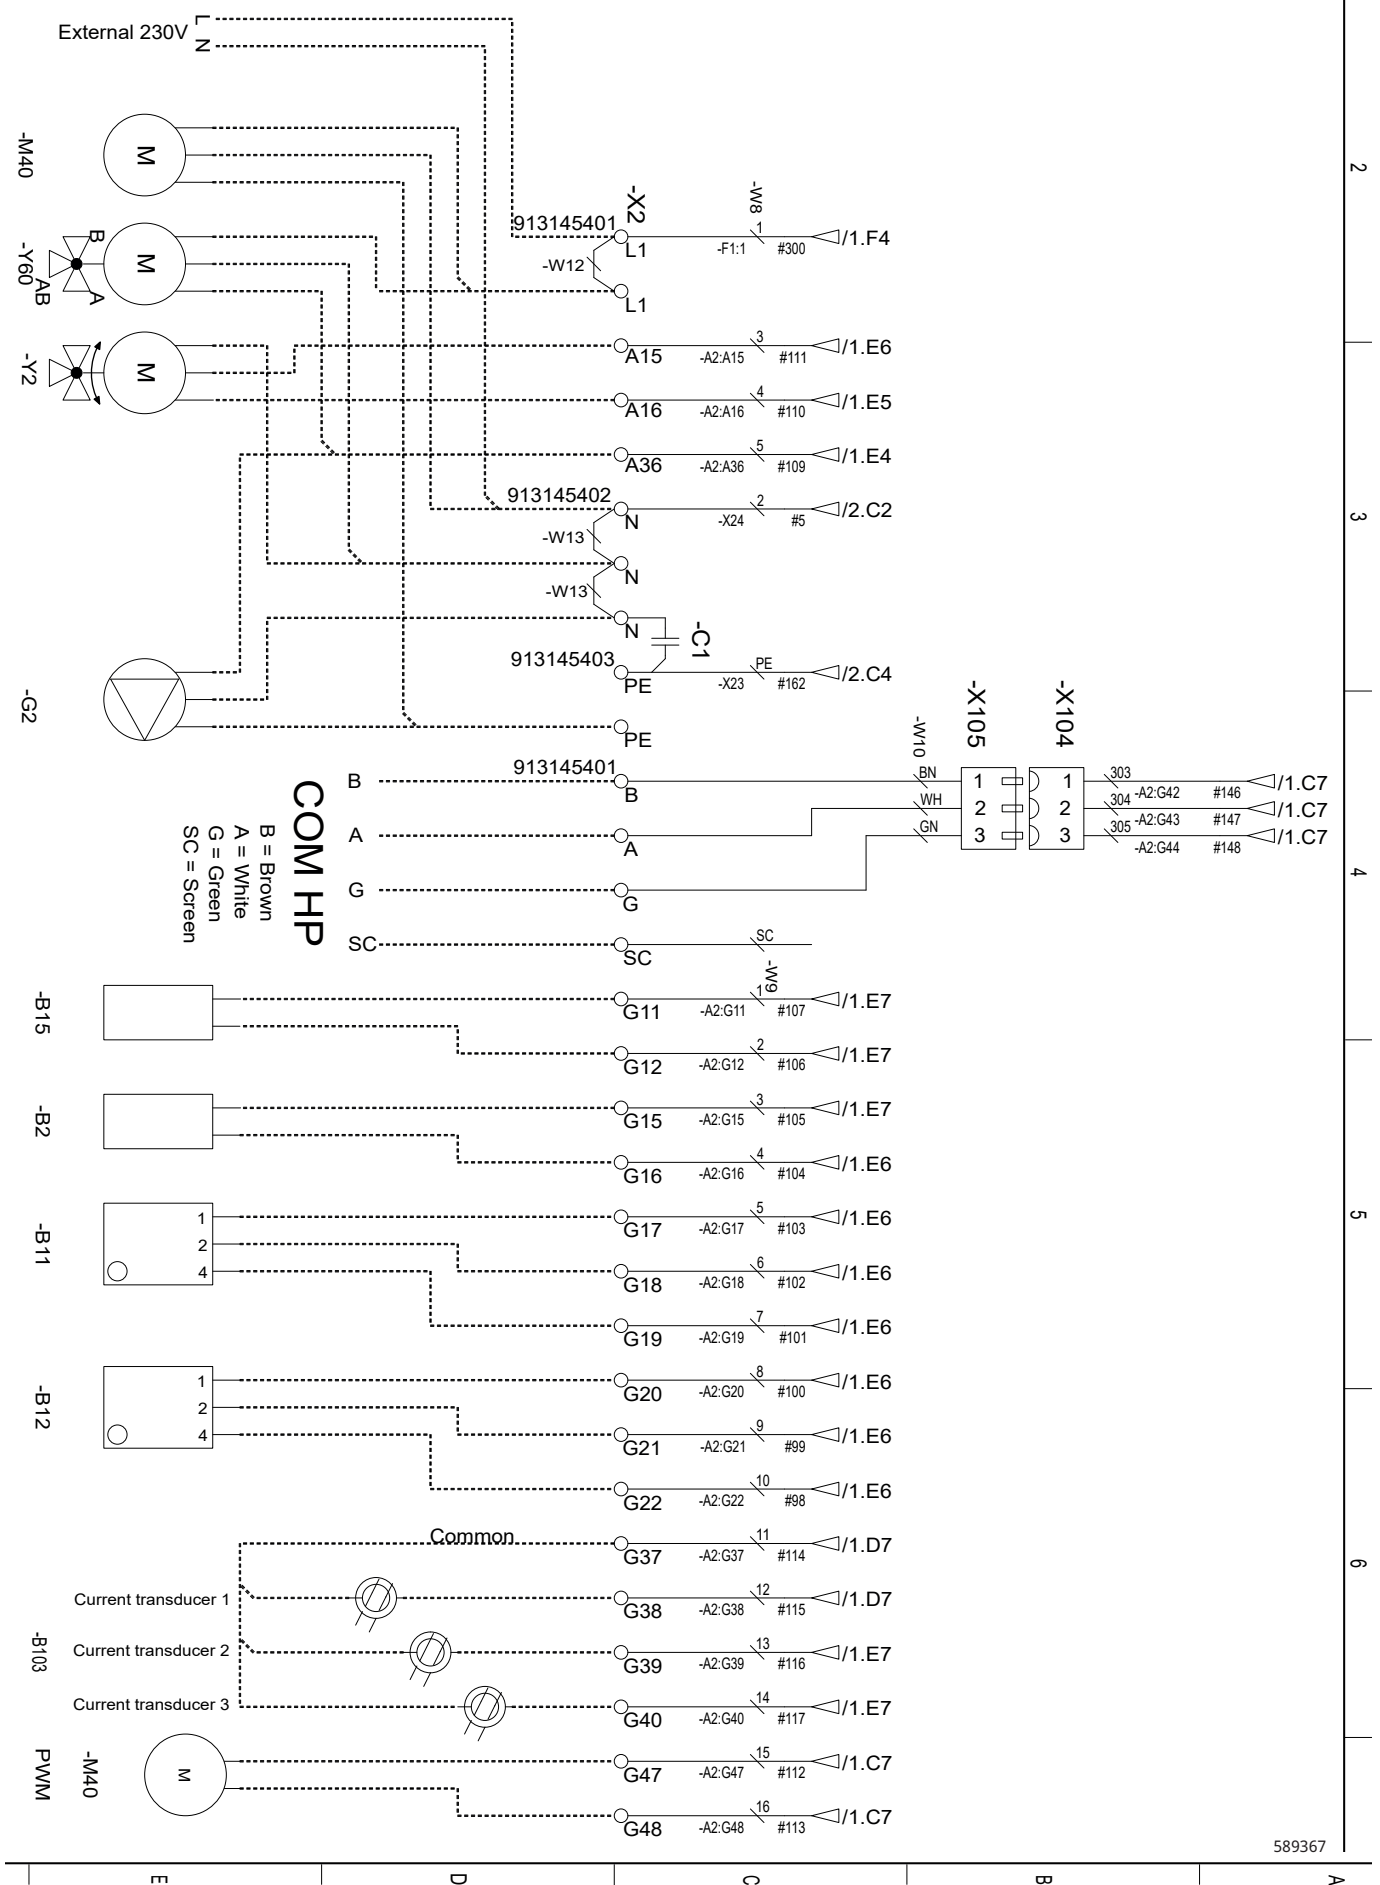 External 230V
L
N
-M40
M
-Y60
B
A
AB
M
-Y2
M
-G2
-X2
-W8
913145401
L1
-F1:1
1
#300
/1.F4
-W12
L1
A15
-A2:A15
3
#111
/1.E6
A16
-A2:A16
4
#110
/1.E5
A36
-A2:A36
5
#109
/1.E4
913145402
N
-X24
2
#5
/2.C2
-W13
N
-W13
N
-C1
913145403
PE
-X23
PE
#162
/2.C4
PE
-W10
-X105
-X104
COM HP
B = Brown
A = White
G = Green
SC = Screen
B
913145401
B
BN
1
1
303
-A2:G42
#146
/1.C7
A
A
WH
2
2
304
-A2:G43
#147
/1.C7
G
G
GN
3
3
305
-A2:G44
#148
/1.C7
SC
SC
SC
-W9
-B15
G11
-A2:G11
1
#107
/1.E7
G12
-A2:G12
2
#106
/1.E7
-B2
G15
-A2:G15
3
#105
/1.E7
G16
-A2:G16
4
#104
/1.E6
-B11
1
2
4
G17
-A2:G17
5
#103
/1.E6
G18
-A2:G18
6
#102
/1.E6
G19
-A2:G19
7
#101
/1.E6
-B12
1
2
4
G20
-A2:G20
8
#100
/1.E6
G21
-A2:G21
9
#99
/1.E6
G22
-A2:G22
10
#98
/1.E6
Common
G37
-A2:G37
11
#114
/1.D7
-B103
Current transducer 1
G38
-A2:G38
12
#115
/1.D7
Current transducer 2
G39
-A2:G39
13
#116
/1.E7
Current transducer 3
G40
-A2:G40
14
#117
/1.E7
PWM
-M40
M
G47
-A2:G47
15
#112
/1.C7
G48
-A2:G48
16
#113
/1.C7
2
3
4
5
6
589367
E
D
C
B
A